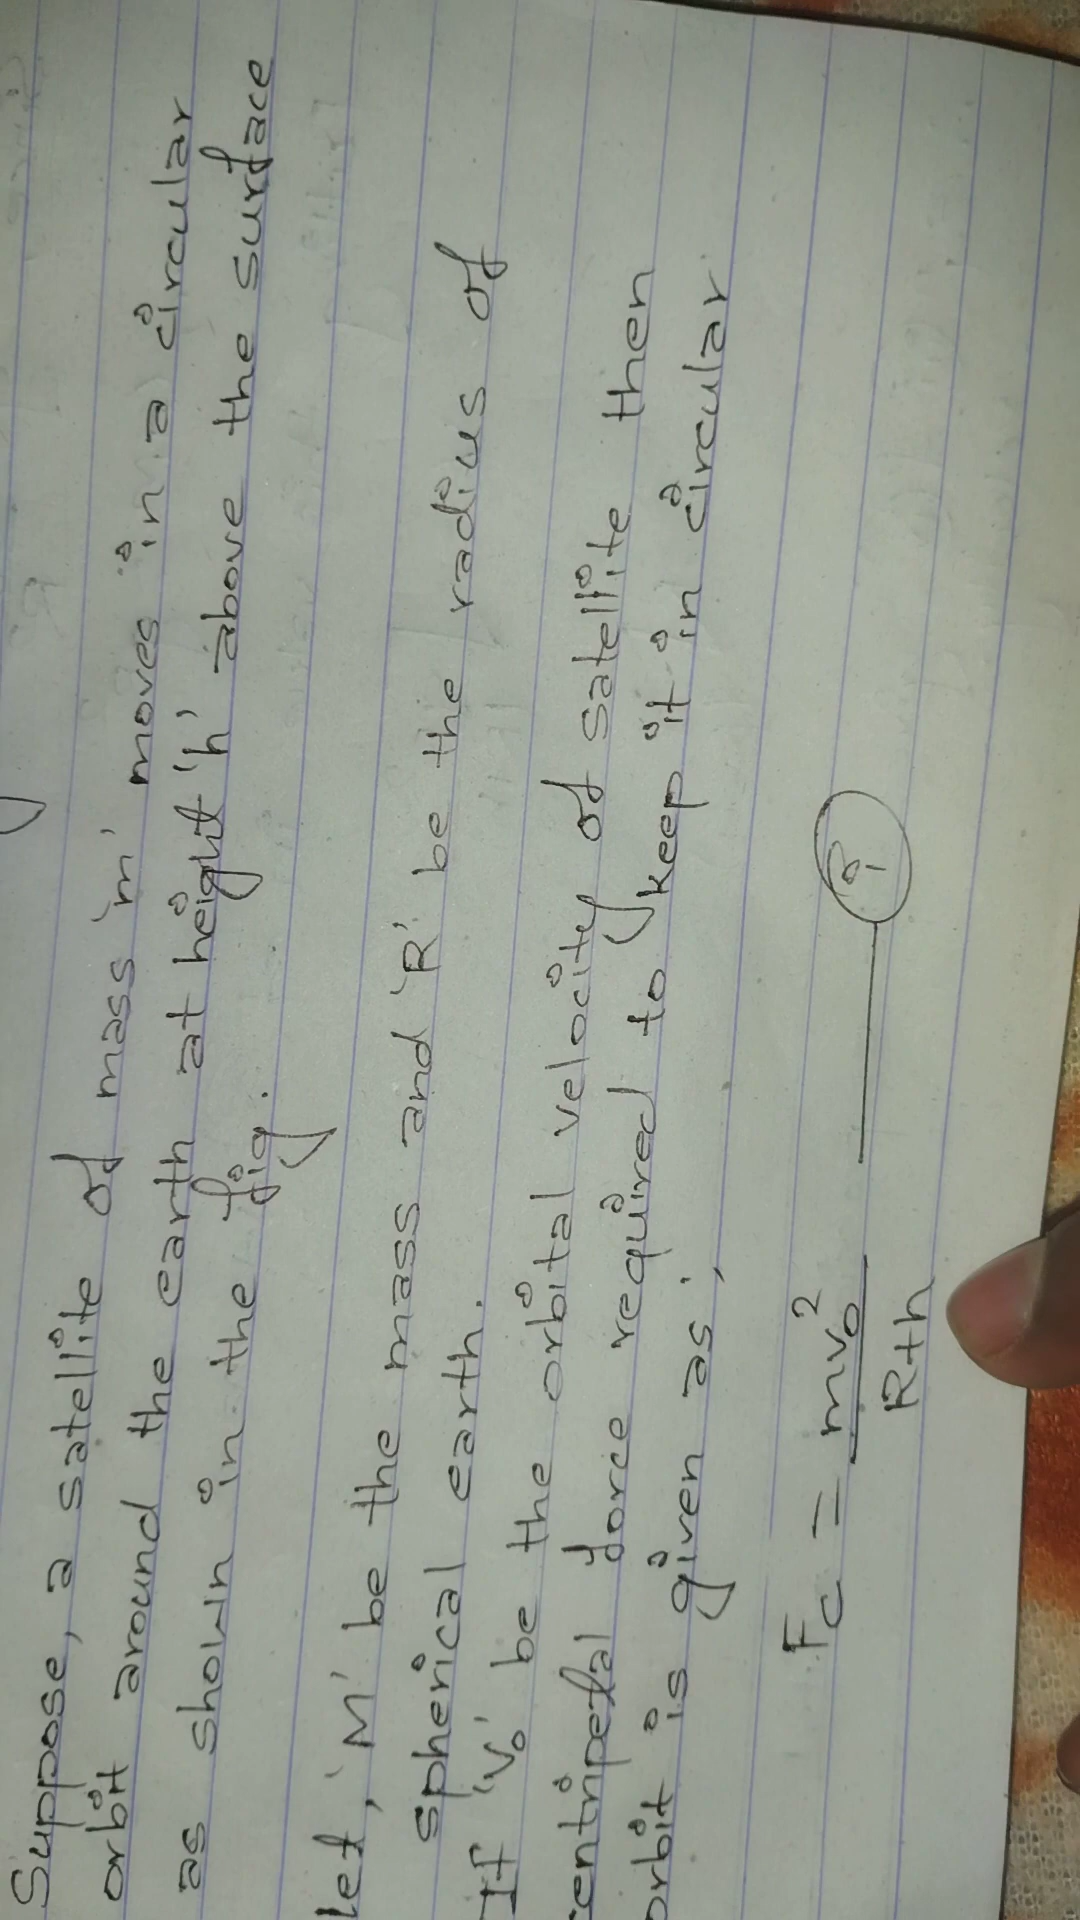 Suppose, a satellite of mass 'm' moves in a circular
orbit around the earth at height 'h' above the surface
as shown in the fig.
let, 'M' be the mass and 'R' be the radius of
spherical earth.
If 'v₀' be the orbital velocity of satellite then
centripetal force required to keep it in circular
orbit is given as,
F_C = mv₀² / R+h